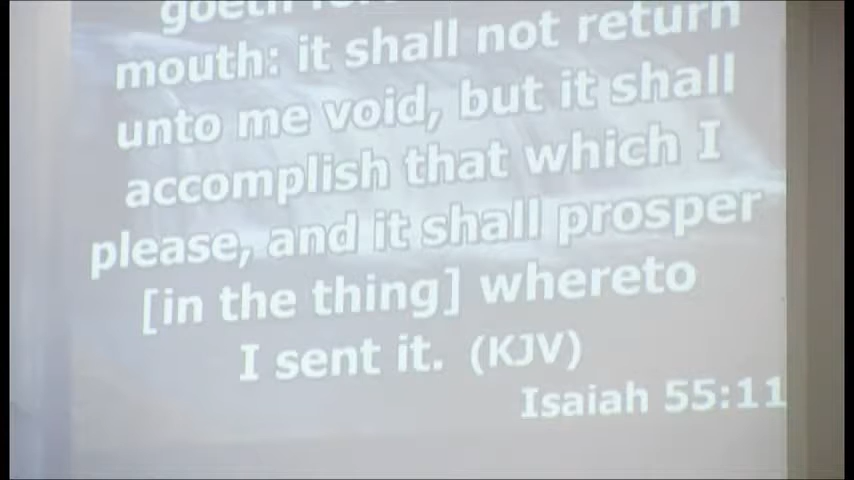 goeth
mouth: it shall not return
unto me void, but it shall
accomplish that which I
please, and it shall prosper
[in the thing] whereto
I sent it. (KJV)
Isaiah 55:11